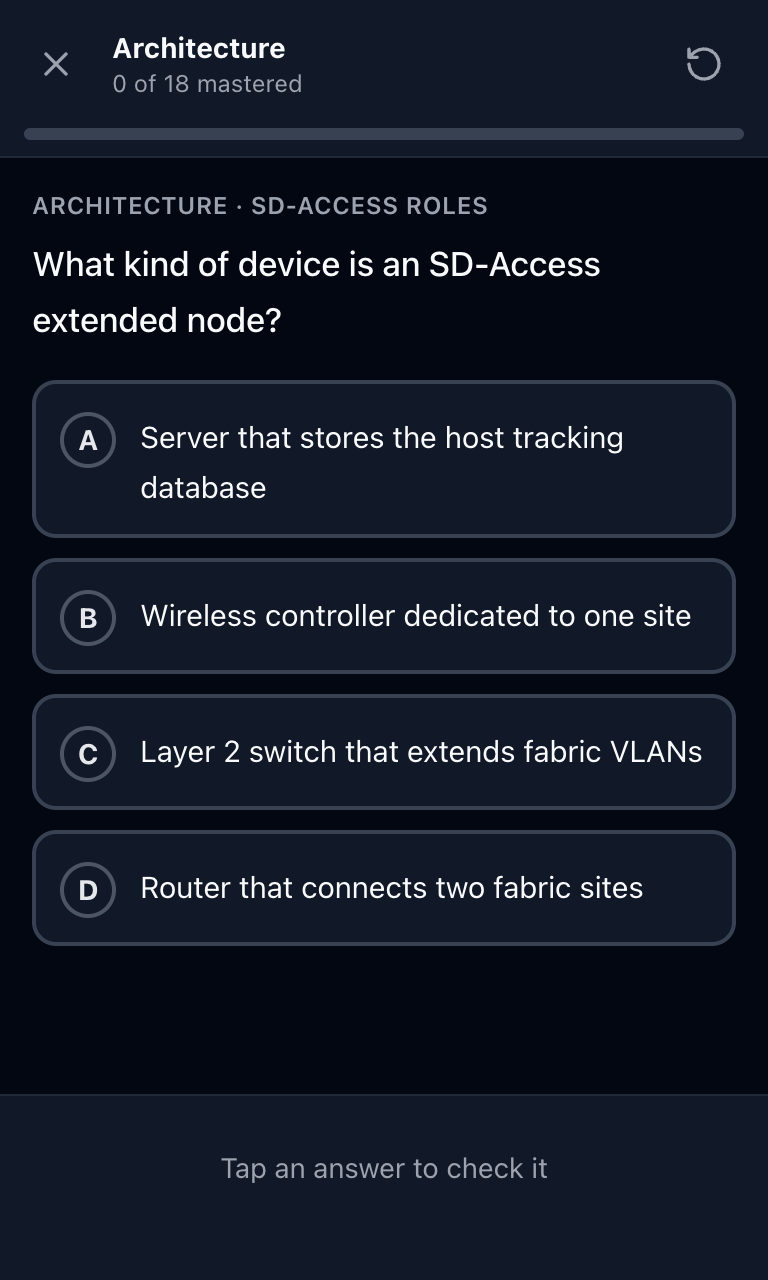 Architecture
0 of 18 mastered
ARCHITECTURE · SD-ACCESS ROLES
What kind of device is an SD-Access
extended node?
A
Server that stores the host tracking
database
B
Wireless controller dedicated to one site
C
Layer 2 switch that extends fabric VLANs
D
Router that connects two fabric sites
Tap an answer to check it